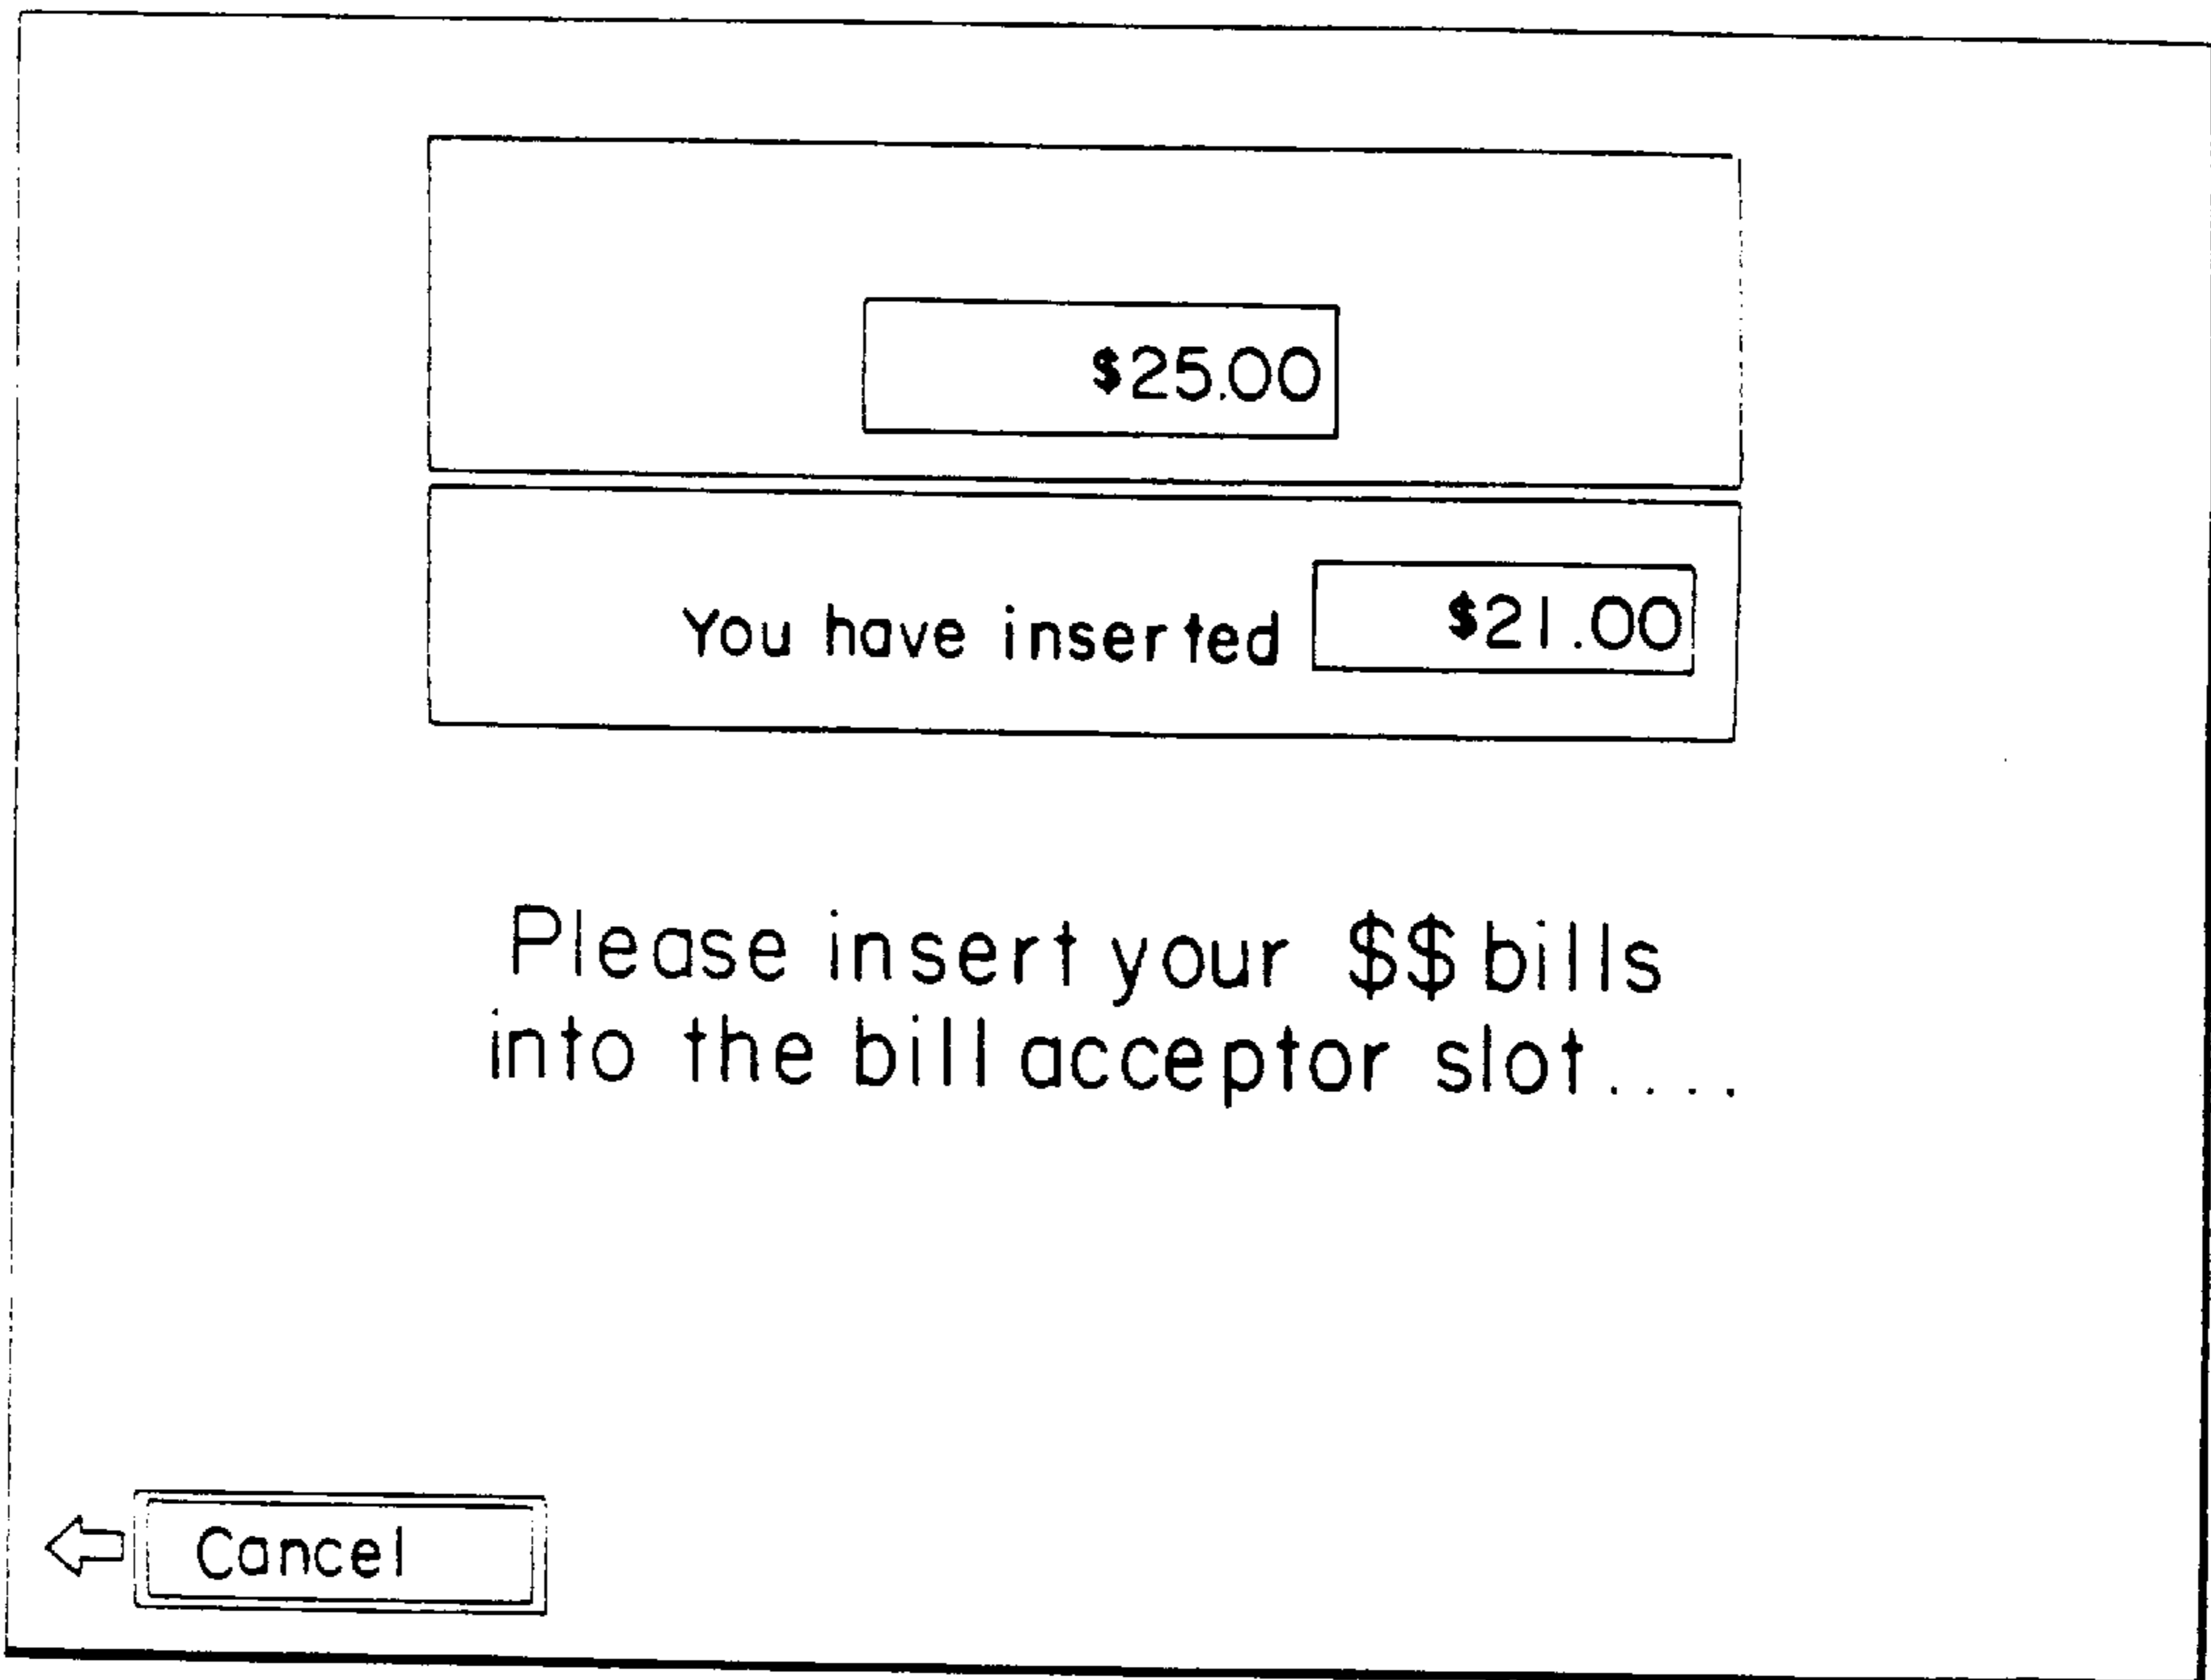 $25.00
You have inserted $21.00
Please insert your $$ bills
into the bill acceptor slot....
Cancel